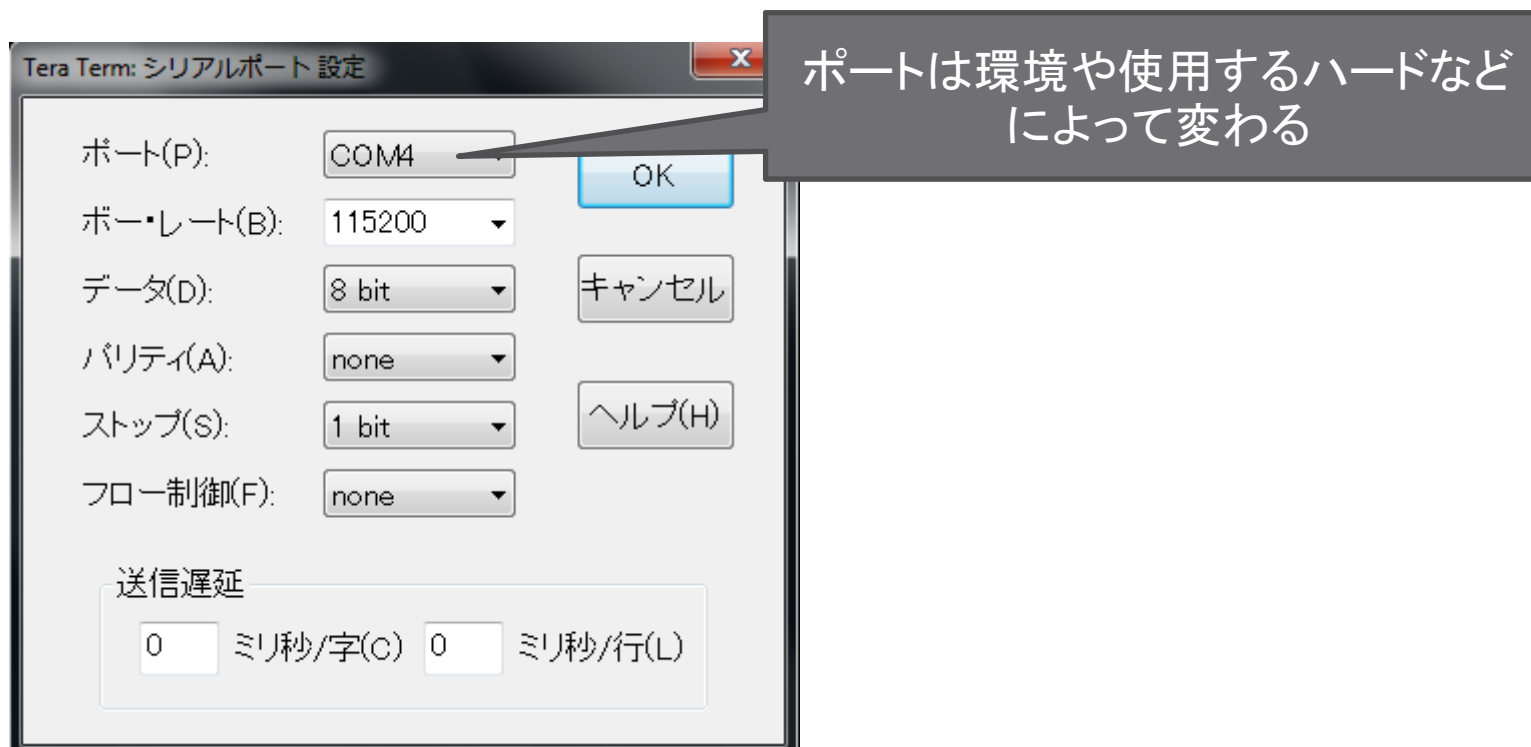 Tera Term: シリアルポート 設定
ポートは環境や使用するハードなど
によって変わる
ポート(P):
COM4
OK
ボー・レート(B):
115200
データ(D):
8 bit
キャンセル
パリティ(A):
none
ストップ(S):
1 bit
ヘルプ(H)
フロー制御(F):
none
送信遅延
0 ミリ秒/字(C) 0 ミリ秒/行(L)